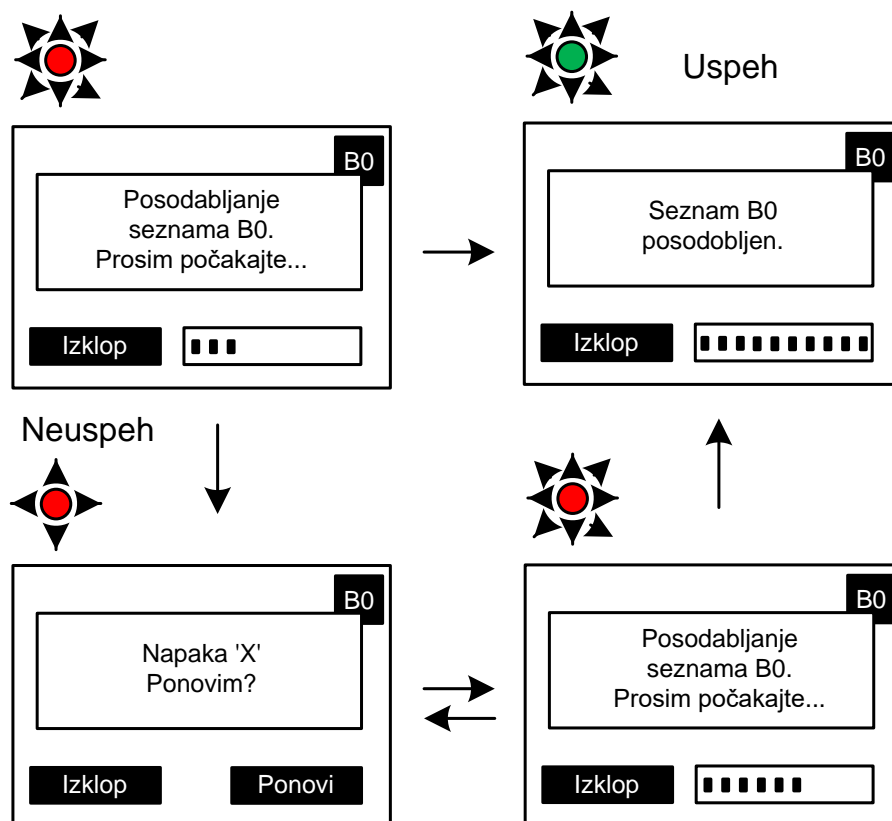 Uspeh
B0
Posodabljanje
seznama B0.
Prosim počakajte...
Izklop
B0
Seznam B0
posodobljen.
Izklop
Neuspeh
B0
Napaka 'X'
Ponovim?
Izklop
Ponovi
B0
Posodabljanje
seznama B0.
Prosim počakajte...
Izklop